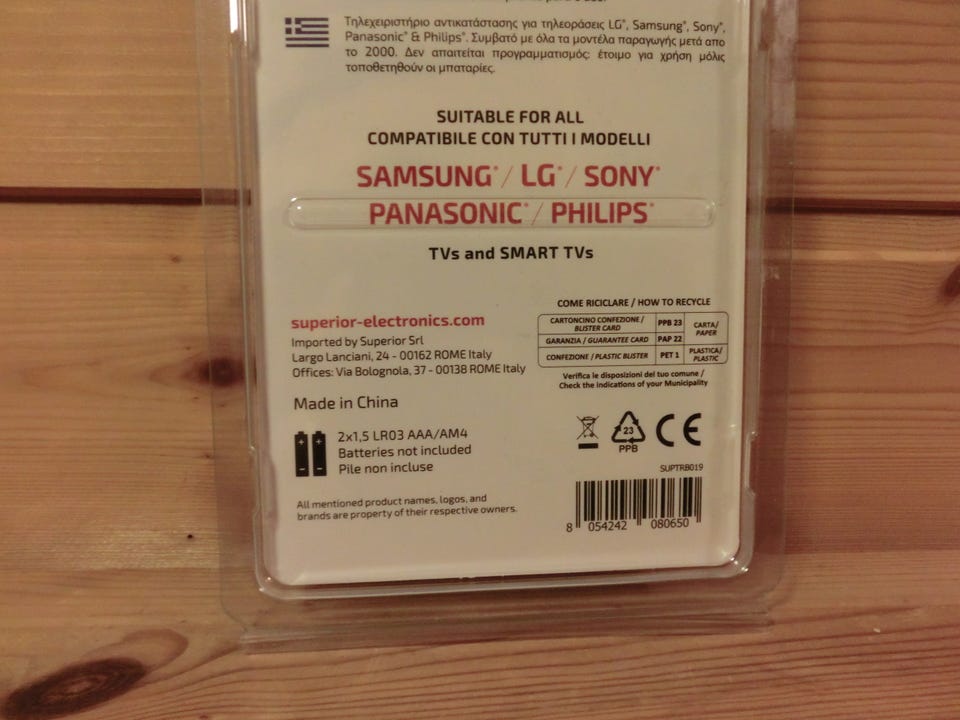 Τηλεχειριστήριο αντικατάστασης για τηλεοράσεις LG®, Samsung®, Sony®,
Panasonic® & Philips®. Συμβατό με όλα τα μοντέλα παραγωγής μετά απο
το 2000. Δεν απαιτείται προγραμματισμός: έτοιμο για χρήση μόλις
τοποθετηθούν οι μπαταρίες.
SUITABLE FOR ALL
COMPATIBILE CON TUTTI I MODELLI
SAMSUNG® / LG® / SONY®
PANASONIC® / PHILIPS®
TVs and SMART TVs
superior-electronics.com
Imported by Superior Srl
Largo Lanciani, 24 - 00162 ROME Italy
Offices: Via Bolognola, 37 - 00138 ROME Italy
Made in China
2x1,5 LR03 AAA/AM4
Batteries not included
Pile non incluse
All mentioned product names, logos, and
brands are property of their respective owners.
COME RICICLARE / HOW TO RECYCLE
CARTONCINO CONFEZIONE / BLISTER CARD PPB 23 CARTA/ PAPER
GARANZIA / GUARANTEE CARD PAP 22
CONFEZIONE / PLASTIC BLISTER PET 1 PLASTICA/ PLASTIC
Verifica le disposizioni del tuo comune /
Check the indications of your Municipality
23
PPB
CE
SUPTRB019
8 054242 080650